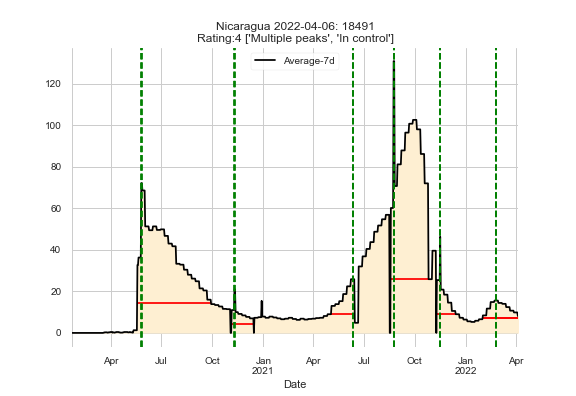 Nicaragua 2022-04-06: 18491
Rating:4 ['Multiple peaks', 'In control']
Average-7d
120
100
80
60
40
20
0
Apr Jul Oct Jan Apr Jul Oct Jan Apr
2021 2022
Date